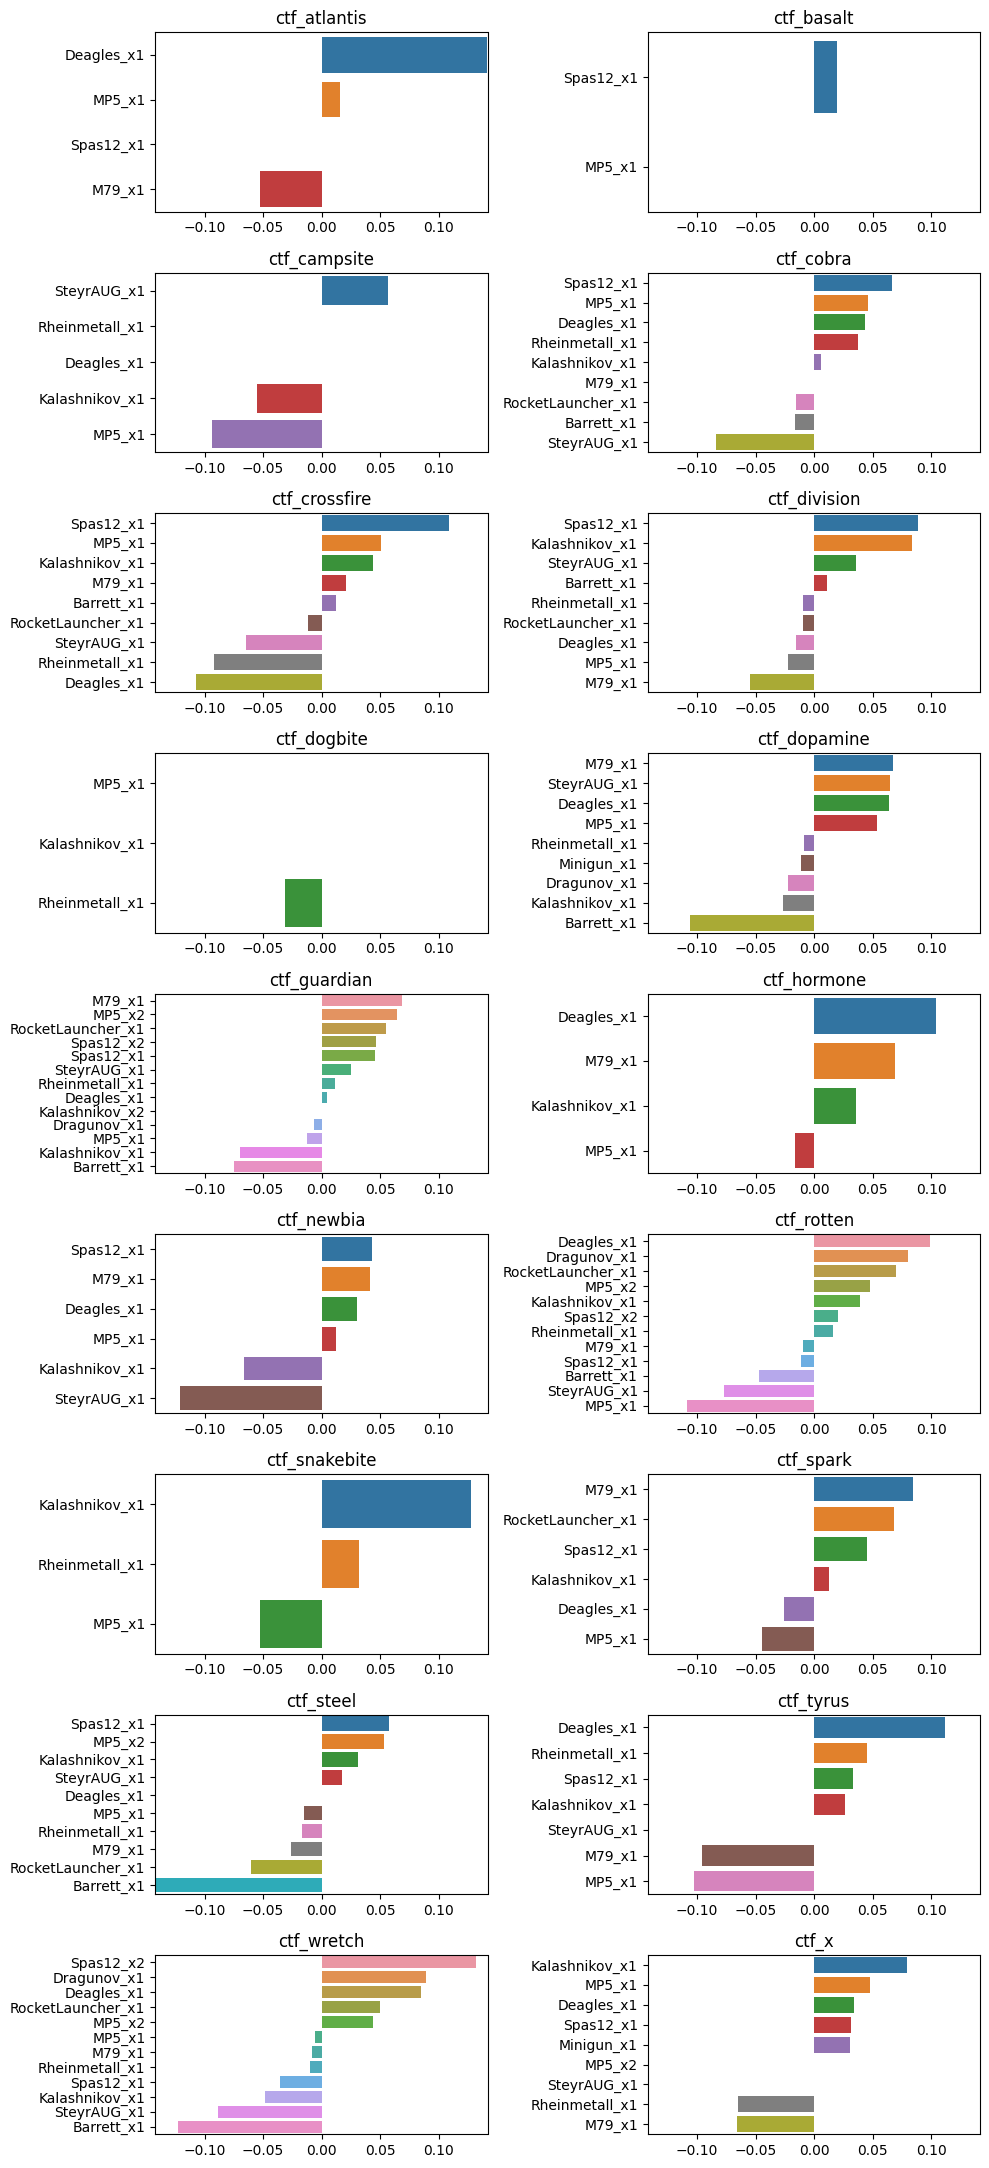 ctf_atlantis
Deagles_x1
MP5_x1
Spas12_x1
M79_x1
−0.10 −0.05 0.00 0.05 0.10
ctf_basalt
Spas12_x1
MP5_x1
−0.10 −0.05 0.00 0.05 0.10
ctf_campsite
SteyrAUG_x1
Rheinmetall_x1
Deagles_x1
Kalashnikov_x1
MP5_x1
−0.10 −0.05 0.00 0.05 0.10
ctf_cobra
Spas12_x1
MP5_x1
Deagles_x1
Rheinmetall_x1
Kalashnikov_x1
M79_x1
RocketLauncher_x1
Barrett_x1
SteyrAUG_x1
−0.10 −0.05 0.00 0.05 0.10
ctf_crossfire
Spas12_x1
MP5_x1
Kalashnikov_x1
M79_x1
Barrett_x1
RocketLauncher_x1
SteyrAUG_x1
Rheinmetall_x1
Deagles_x1
−0.10 −0.05 0.00 0.05 0.10
ctf_division
Spas12_x1
Kalashnikov_x1
SteyrAUG_x1
Barrett_x1
Rheinmetall_x1
RocketLauncher_x1
Deagles_x1
MP5_x1
M79_x1
−0.10 −0.05 0.00 0.05 0.10
ctf_dogbite
MP5_x1
Kalashnikov_x1
Rheinmetall_x1
−0.10 −0.05 0.00 0.05 0.10
ctf_dopamine
M79_x1
SteyrAUG_x1
Deagles_x1
MP5_x1
Rheinmetall_x1
Minigun_x1
Dragunov_x1
Kalashnikov_x1
Barrett_x1
−0.10 −0.05 0.00 0.05 0.10
ctf_guardian
M79_x1
MP5_x2
RocketLauncher_x1
Spas12_x2
Spas12_x1
SteyrAUG_x1
Rheinmetall_x1
Deagles_x1
Kalashnikov_x2
Dragunov_x1
MP5_x1
Kalashnikov_x1
Barrett_x1
−0.10 −0.05 0.00 0.05 0.10
ctf_hormone
Deagles_x1
M79_x1
Kalashnikov_x1
MP5_x1
−0.10 −0.05 0.00 0.05 0.10
ctf_newbia
Spas12_x1
M79_x1
Deagles_x1
MP5_x1
Kalashnikov_x1
SteyrAUG_x1
−0.10 −0.05 0.00 0.05 0.10
ctf_rotten
Deagles_x1
Dragunov_x1
RocketLauncher_x1
MP5_x2
Kalashnikov_x1
Spas12_x2
Rheinmetall_x1
M79_x1
Spas12_x1
Barrett_x1
SteyrAUG_x1
MP5_x1
−0.10 −0.05 0.00 0.05 0.10
ctf_snakebite
Kalashnikov_x1
Rheinmetall_x1
MP5_x1
−0.10 −0.05 0.00 0.05 0.10
ctf_spark
M79_x1
RocketLauncher_x1
Spas12_x1
Kalashnikov_x1
Deagles_x1
MP5_x1
−0.10 −0.05 0.00 0.05 0.10
ctf_steel
Spas12_x1
MP5_x2
Kalashnikov_x1
SteyrAUG_x1
Deagles_x1
MP5_x1
Rheinmetall_x1
M79_x1
RocketLauncher_x1
Barrett_x1
−0.10 −0.05 0.00 0.05 0.10
ctf_tyrus
Deagles_x1
Rheinmetall_x1
Spas12_x1
Kalashnikov_x1
SteyrAUG_x1
M79_x1
MP5_x1
−0.10 −0.05 0.00 0.05 0.10
ctf_wretch
Spas12_x2
Dragunov_x1
Deagles_x1
RocketLauncher_x1
MP5_x2
MP5_x1
M79_x1
Rheinmetall_x1
Spas12_x1
Kalashnikov_x1
SteyrAUG_x1
Barrett_x1
−0.10 −0.05 0.00 0.05 0.10
ctf_x
Kalashnikov_x1
MP5_x1
Deagles_x1
Spas12_x1
Minigun_x1
MP5_x2
SteyrAUG_x1
Rheinmetall_x1
M79_x1
−0.10 −0.05 0.00 0.05 0.10